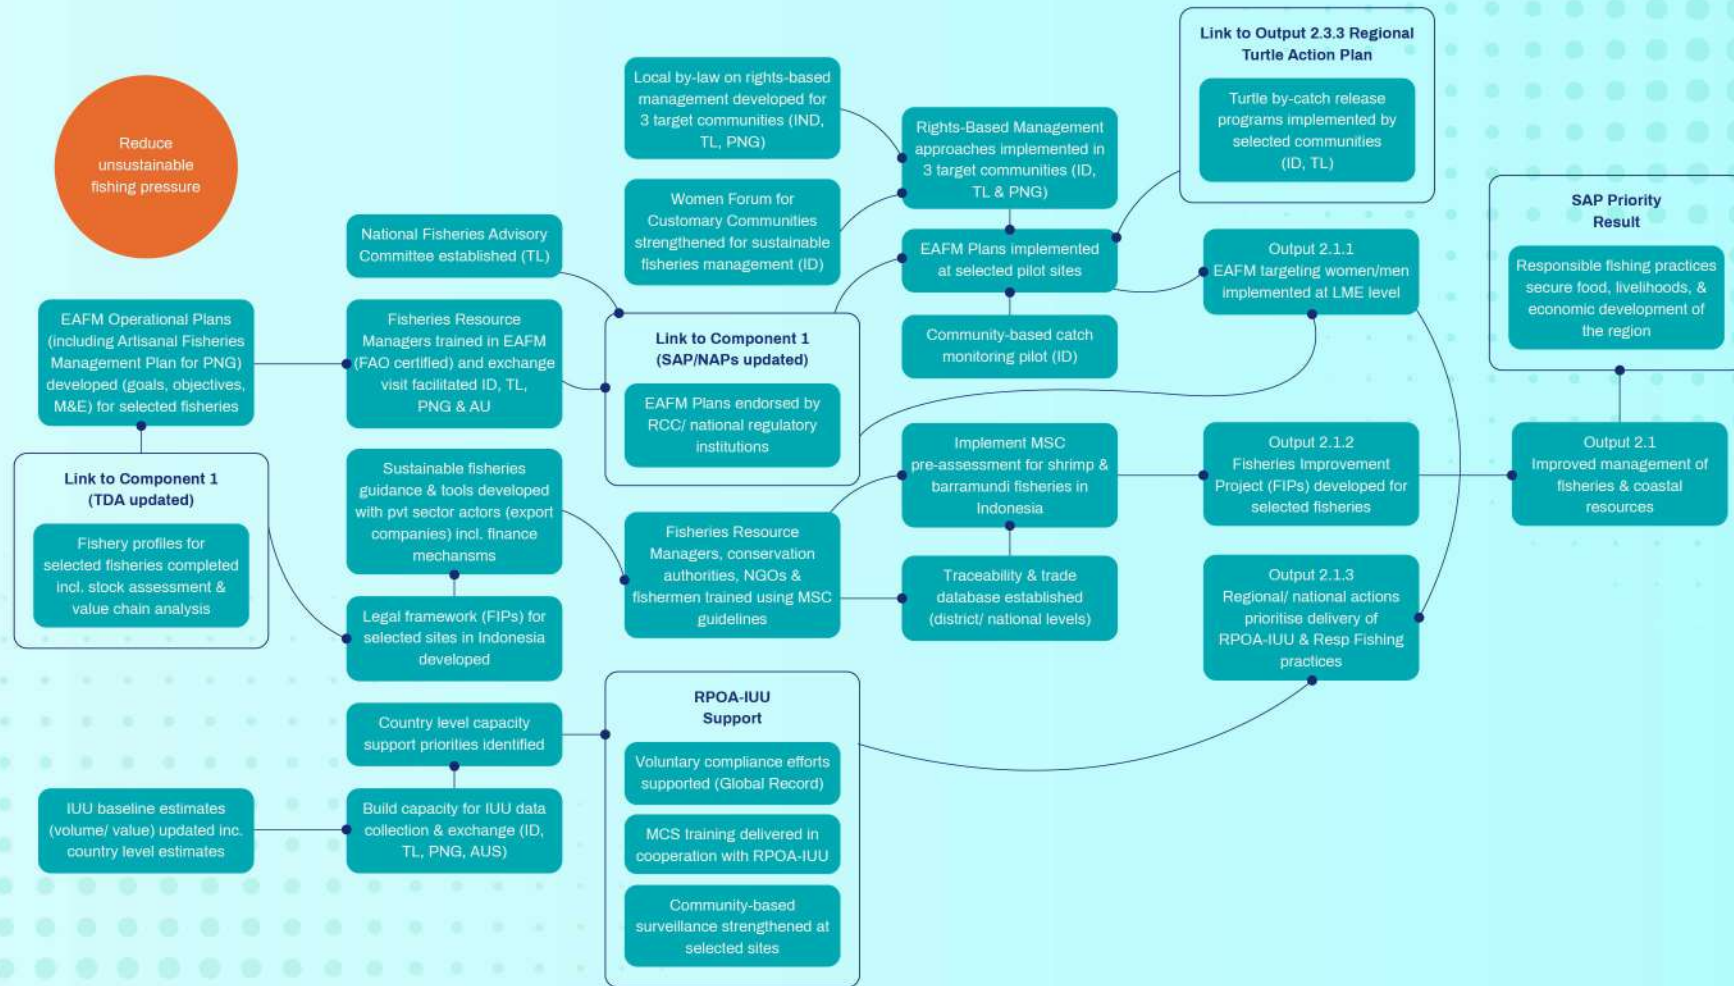 Reduce
unsustainable
fishing pressure
EAFM Operational Plans
(including Artisanal Fisheries
Management Plan for PNG)
developed (goals, objectives,
M&E) for selected fisheries
Link to Component 1
(TDA updated)
Fishery profiles for
selected fisheries completed
incl. stock assessment &
value chain analysis
IUU baseline estimates
(volume/ value) updated inc.
country level estimates
National Fisheries Advisory
Committee established (TL)
Fisheries Resource
Managers trained in EAFM
(FAO certified) and exchange
visit facilitated ID, TL,
PNG & AU
Sustainable fisheries
guidance & tools developed
with pvt sector actors (export
companies) incl. finance
mechansms
Legal framework (FIPs) for
selected sites in Indonesia
developed
Country level capacity
support priorities identified
Build capacity for IUU data
collection & exchange (ID,
TL, PNG, AUS)
Local by-law on rights-based
management developed for
3 target communities (IND,
TL, PNG)
Women Forum for
Customary Communities
strengthened for sustainable
fisheries management (ID)
Link to Component 1
(SAP/NAPs updated)
EAFM Plans endorsed by
RCC/ national regulatory
institutions
Fisheries Resource
Managers, conservation
authorities, NGOs &
fishermen trained using MSC
guidelines
RPOA-IUU
Support
Voluntary compliance efforts
supported (Global Record)
MCS training delivered in
cooperation with RPOA-IUU
Community-based
surveillance strengthened at
selected sites
Rights-Based Management
approaches implemented in
3 target communities (ID,
TL & PNG)
EAFM Plans implemented
at selected pilot sites
Community-based catch
monitoring pilot (ID)
Implement MSC
pre-assessment for shrimp &
barramundi fisheries in
Indonesia
Traceability & trade
database established
(district/ national levels)
Link to Output 2.3.3 Regional
Turtle Action Plan
Turtle by-catch release
programs implemented by
selected communities
(ID, TL)
Output 2.1.1
EAFM targeting women/men
implemented at LME level
Output 2.1.2
Fisheries Improvement
Project (FIPs) developed for
selected fisheries
Output 2.1.3
Regional/ national actions
prioritise delivery of
RPOA-IUU & Resp Fishing
practices
SAP Priority
Result
Responsible fishing practices
secure food, livelihoods, &
economic development of
the region
Output 2.1
Improved management of
fisheries & coastal
resources